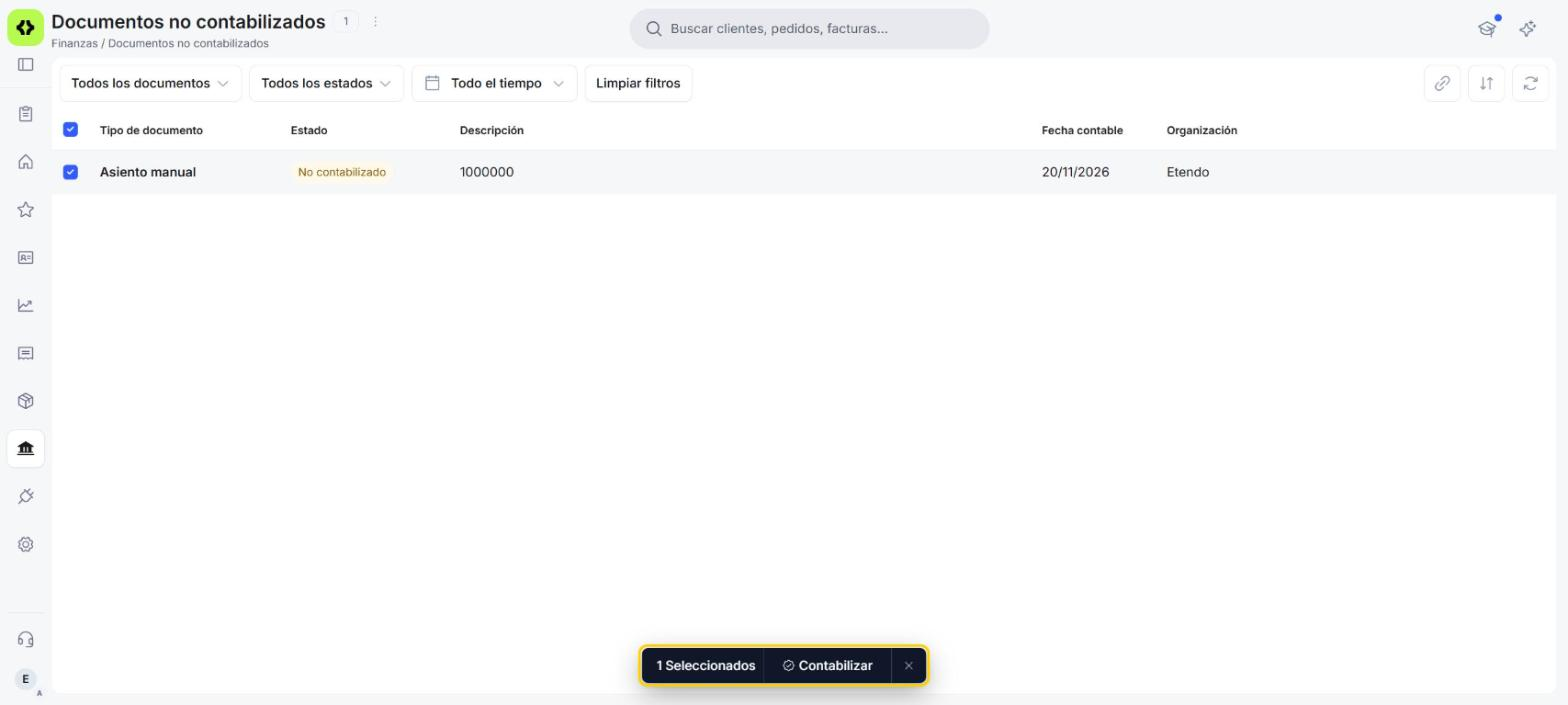 Documentos no contabilizados 1
Finanzas / Documentos no contabilizados
Buscar clientes, pedidos, facturas...
Todos los documentos Todos los estados Todo el tiempo Limpiar filtros
Tipo de documento Estado Descripción Fecha contable Organización
Asiento manual No contabilizado 1000000 20/11/2026 Etendo
1 Seleccionados Contabilizar
E
A